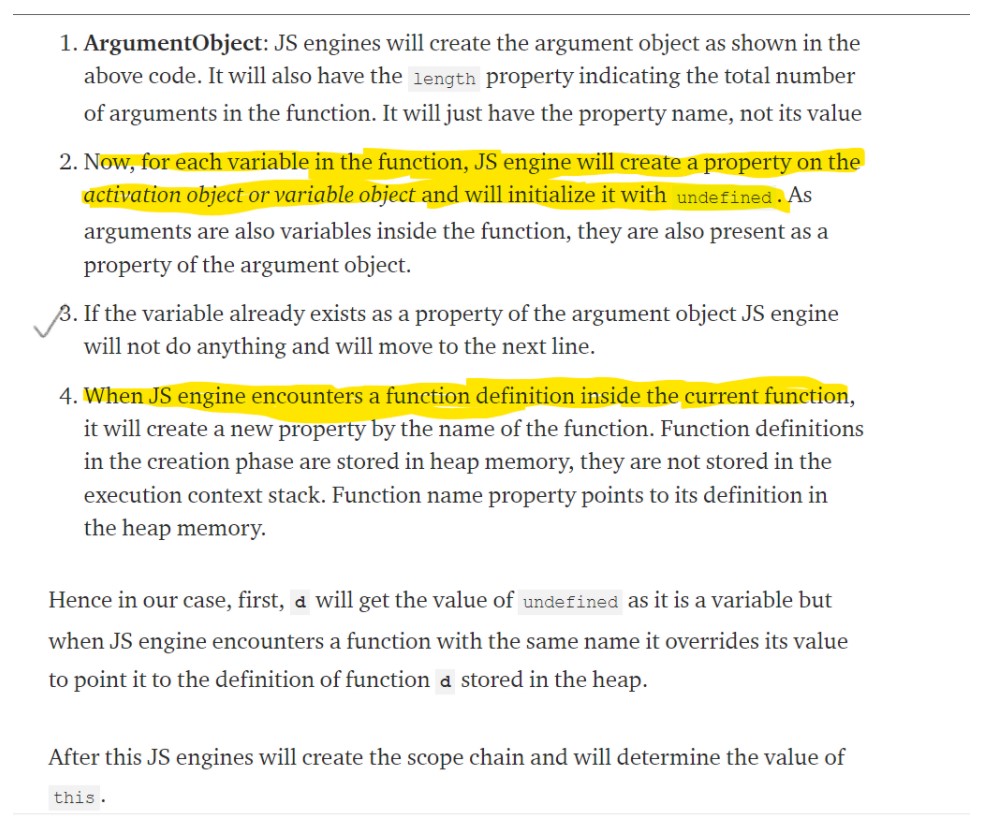 1. ArgumentObject: JS engines will create the argument object as shown in the
above code. It will also have the length property indicating the total number
of arguments in the function. It will just have the property name, not its value
2. Now, for each variable in the function, JS engine will create a property on the
activation object or variable object and will initialize it with undefined. As
arguments are also variables inside the function, they are also present as a
property of the argument object.
3. If the variable already exists as a property of the argument object JS engine
will not do anything and will move to the next line.
4. When JS engine encounters a function definition inside the current function,
it will create a new property by the name of the function. Function definitions
in the creation phase are stored in heap memory, they are not stored in the
execution context stack. Function name property points to its definition in
the heap memory.
Hence in our case, first, d will get the value of undefined as it is a variable but
when JS engine encounters a function with the same name it overrides its value
to point it to the definition of function d stored in the heap.
After this JS engines will create the scope chain and will determine the value of
this.